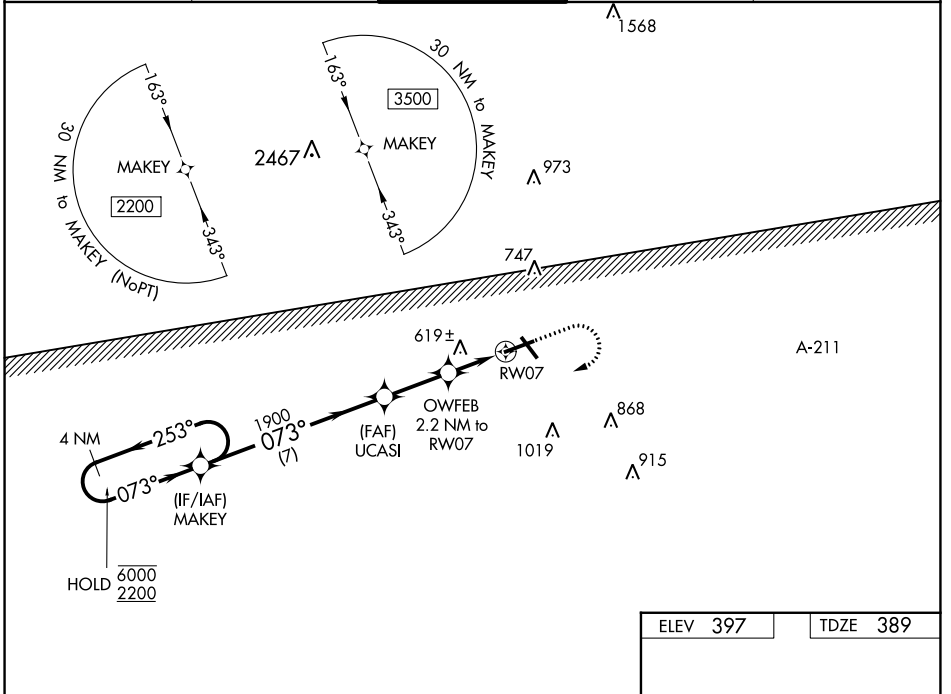 1568
163°
30 NM to MAKEY (NoPT)
MAKEY
2200
343°
2467
163°
30 NM to MAKEY
3500
MAKEY
343°
973
747
619±
RW07
A-211
OWFEB
2.2 NM to
RW07
(FAF)
UCASI
868
1019
915
1900
073°
(7)
4 NM
253°
073°
(IF/IAF)
MAKEY
HOLD 6000
2200
ELEV 397
TDZE 389